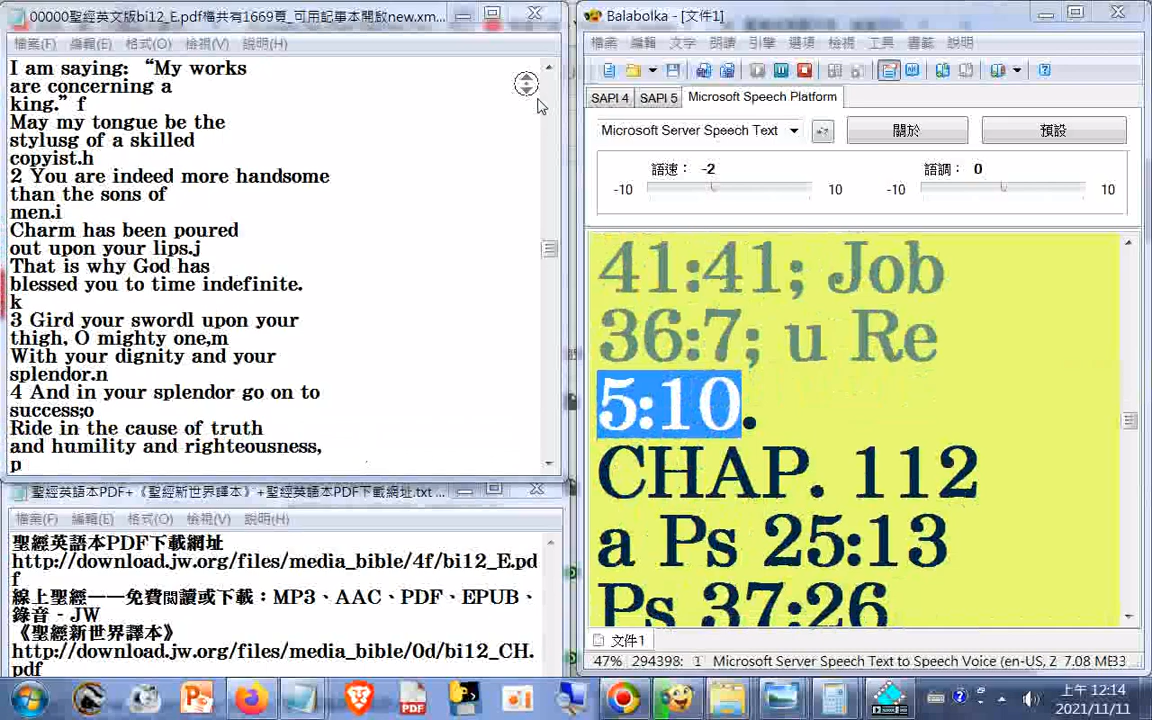 00000聖經英文版bi12_E.pdf檔共有1669頁_可用記事本開啟new.xm...
檔案(F) 編輯(E) 格式(O) 檢視(V) 說明(H)
I am saying: “My works
are concerning a
king.” f
May my tongue be the
stylusg of a skilled
copyist.h
2 You are indeed more handsome
than the sons of
men.i
Charm has been poured
out upon your lips.j
That is why God has
blessed you to time indefinite.
k
3 Gird your swordl upon your
thigh, O mighty one,m
With your dignity and your
splendor.n
4 And in your splendor go on to
success;o
Ride in the cause of truth
and humility and righteousness,
p
聖經英語本PDF+《聖經新世界譯本》+聖經英語本PDF下載網址.txt ...
檔案(F) 編輯(E) 格式(O) 檢視(V) 說明(H)
聖經英語本PDF下載網址
http://download.jw.org/files/media_bible/4f/bi12_E.pd
f
線上聖經——免費閱讀或下載：MP3、AAC、PDF、EPUB、
錄音 - JW
《聖經新世界譯本》
http://download.jw.org/files/media_bible/0d/bi12_CH.
pdf
Balabolka - [文件1]
檔案 編輯 文字 朗讀 引擎 選項 檢視 工具 書籤 說明
SAPI 4 SAPI 5 Microsoft Speech Platform
Microsoft Server Speech Text 關於 預設
語速： -2 語調： 0
-10 10 -10 10
41:41; Job
36:7; u Re
5:10.
CHAP. 112
a Ps 25:13
Ps 37:26
文件1
47% 294398: 1 Microsoft Server Speech Text to Speech Voice (en-US, Z 7.08 MB
上午 12:14
2021/11/11